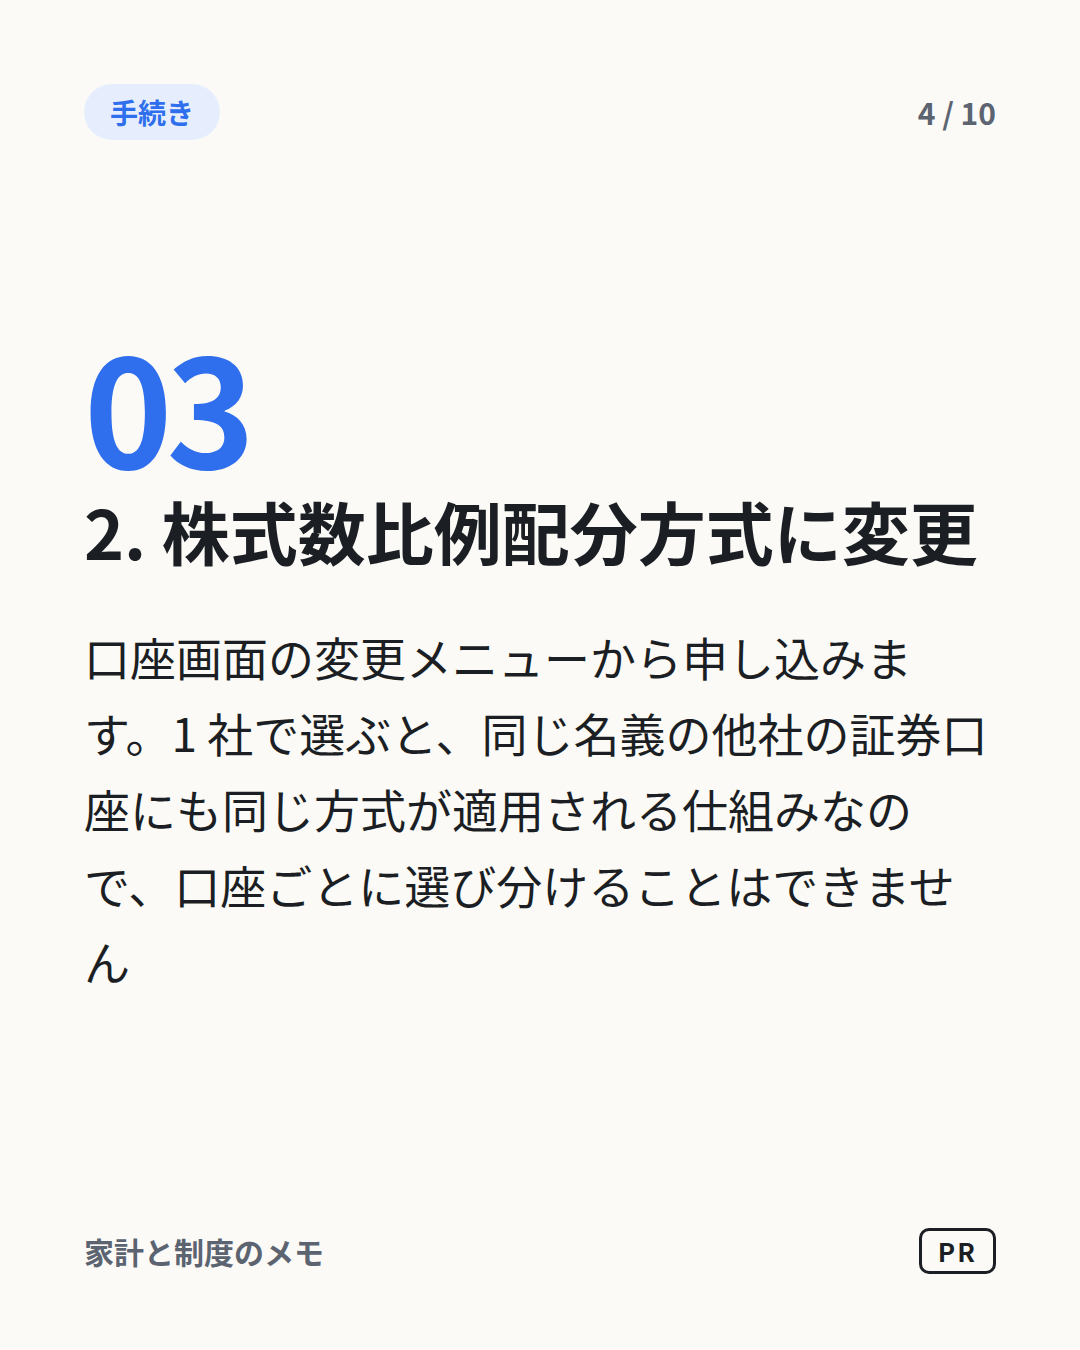 手続き
4 / 10
03
2. 株式数比例配分方式に変更
口座画面の変更メニューから申し込みま
す。1 社で選ぶと、同じ名義の他社の証券口
座にも同じ方式が適用される仕組みなの
で、口座ごとに選び分けることはできませ
ん
家計と制度のメモ
PR